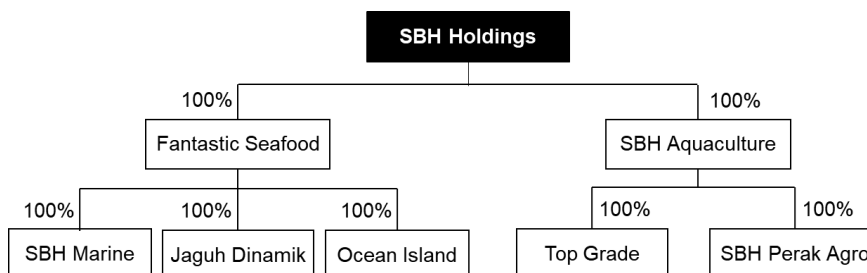 SBH Holdings
100%
100%
Fantastic Seafood
SBH Aquaculture
100%
100%
100%
100%
100%
SBH Marine
Jaguh Dinamik
Ocean Island
Top Grade
SBH Perak Agro